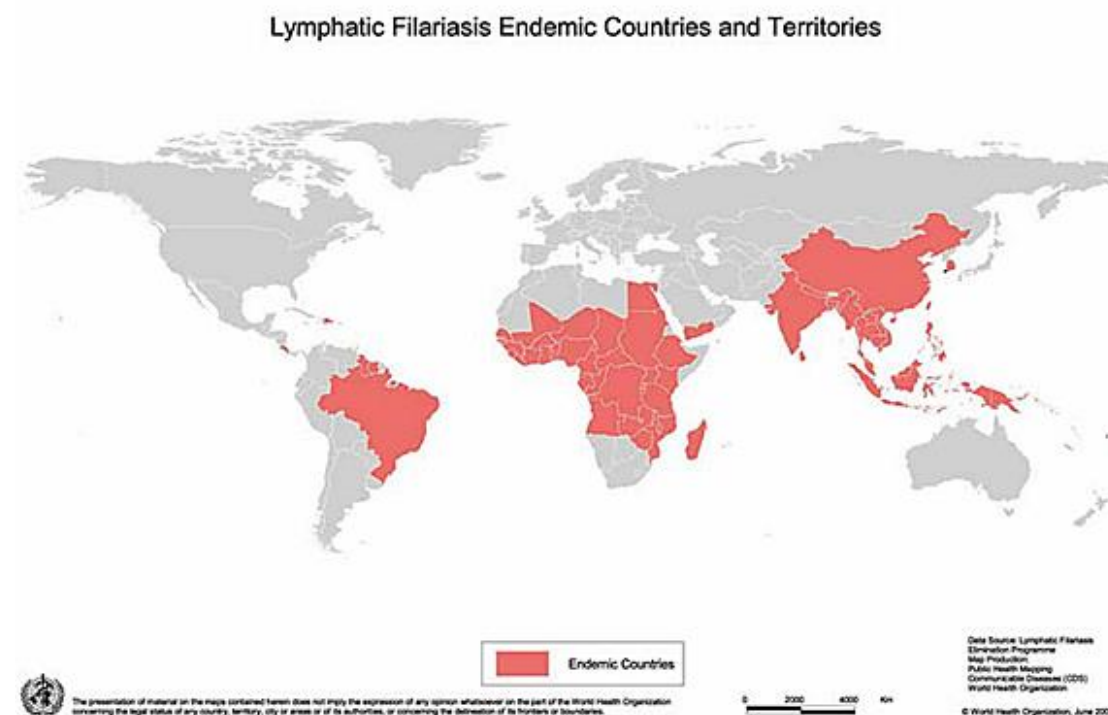 Lymphatic Filariasis Endemic Countries and Territories
Endemic Countries
The presentation of material on the maps contained herein does not imply the expression of any opinion whatsoever on the part of the World Health Organization
concerning the legal status of any country, territory, city or areas or of its authorities, or concerning the delineation of its frontiers or boundaries.
0 2000 4000 Km
Data Source: Lymphatic Filariasis
Elimination Programme
Map Production:
Public Health Mapping
Communicable Diseases (CDS)
World Health Organization
© World Health Organization, June